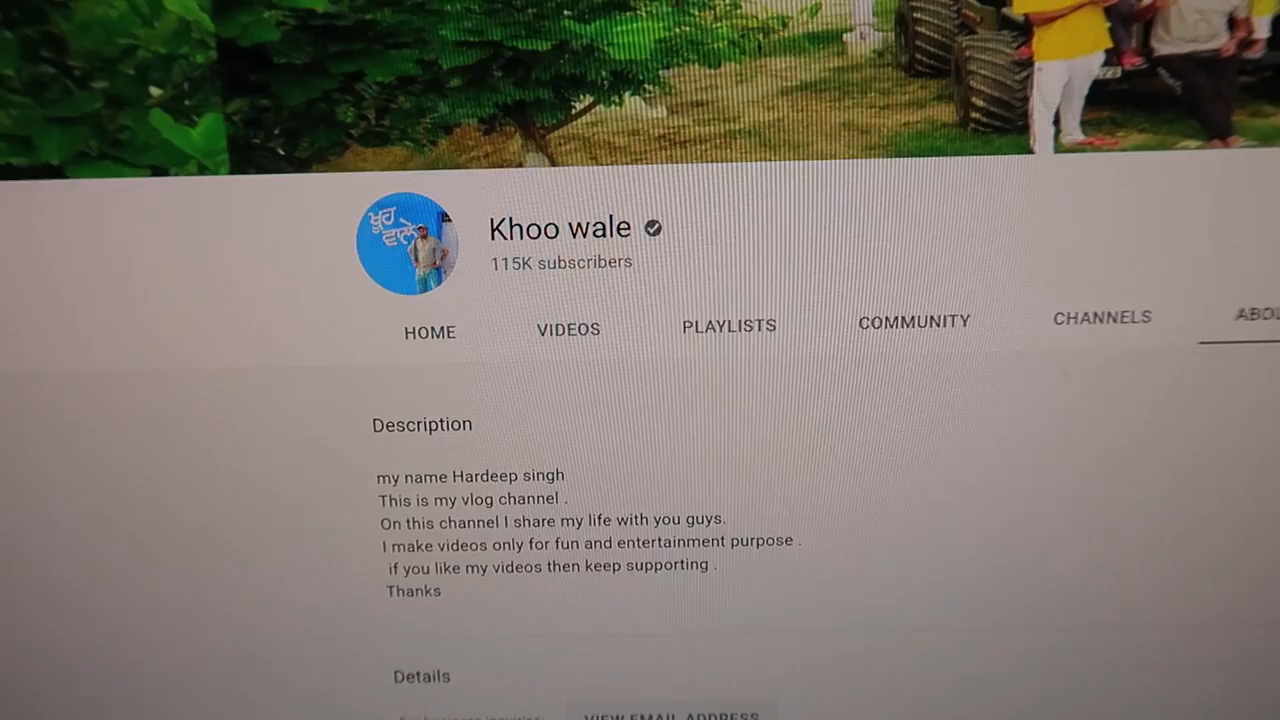 ਖੂਹ
ਵਾਲੇ
Khoo wale
115K subscribers
HOME VIDEOS PLAYLISTS COMMUNITY CHANNELS
Description
my name Hardeep singh
This is my vlog channel .
On this channel I share my life with you guys.
I make videos only for fun and entertainment purpose .
if you like my videos then keep supporting .
Thanks
Details
VIEW EMAIL ADDRESS